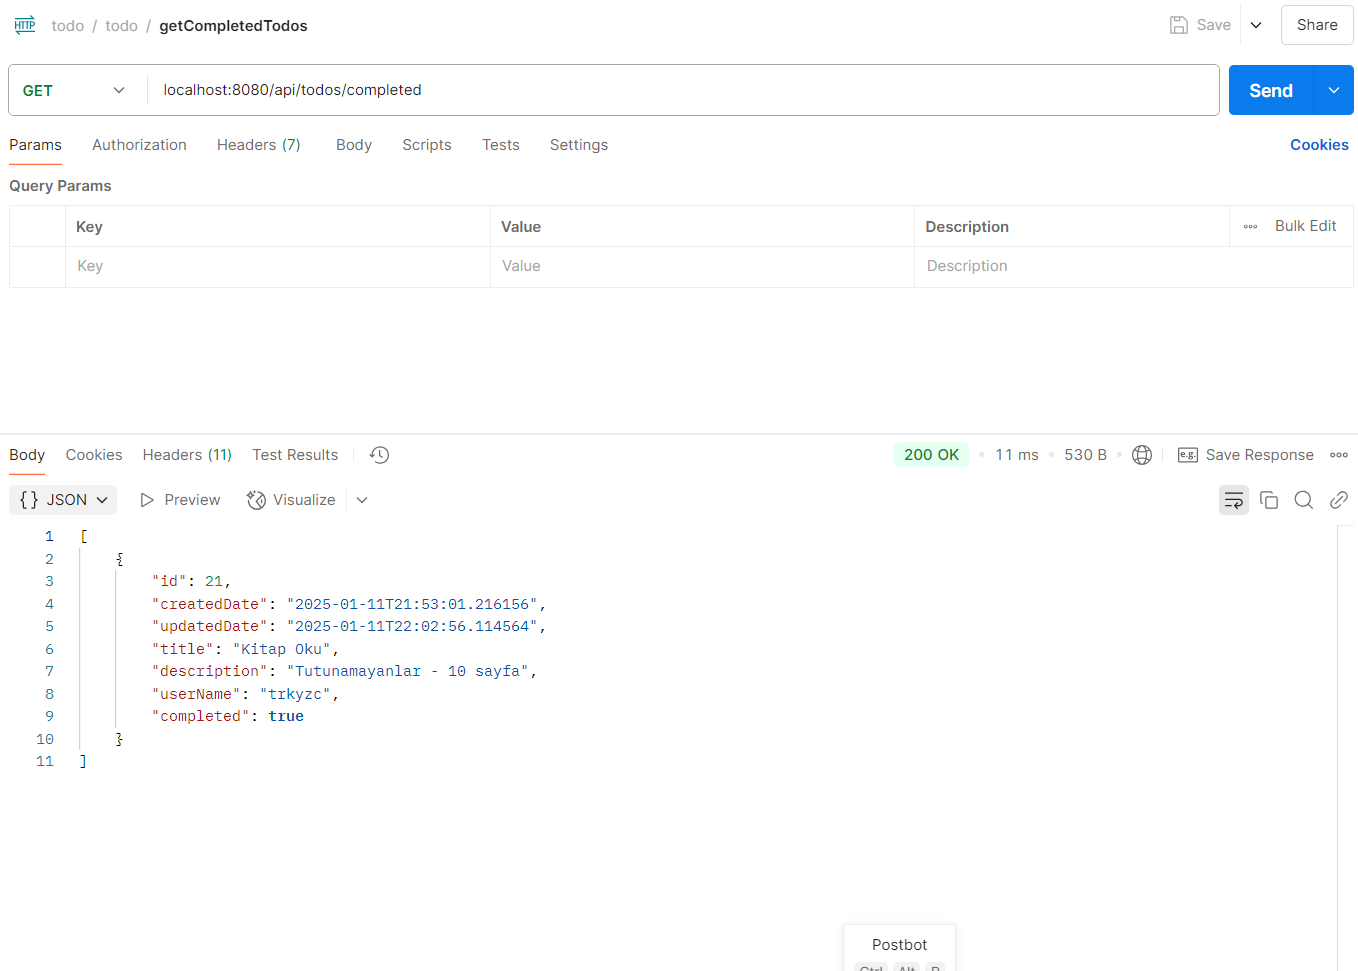 HTTP todo / todo / getCompletedTodos Save Share
GET localhost:8080/api/todos/completed Send
Params Authorization Headers (7) Body Scripts Tests Settings Cookies
Query Params
Key Value Description Bulk Edit
Key Value Description
Body Cookies Headers (11) Test Results 200 OK • 11 ms • 530 B • e.g. Save Response
{} JSON Preview Visualize
1 [
2 {
3 "id": 21,
4 "createdDate": "2025-01-11T21:53:01.216156",
5 "updatedDate": "2025-01-11T22:02:56.114564",
6 "title": "Kitap Oku",
7 "description": "Tutunamayanlar - 10 sayfa",
8 "userName": "trkyzc",
9 "completed": true
10 }
11 ]
Postbot
Ctrl Alt P